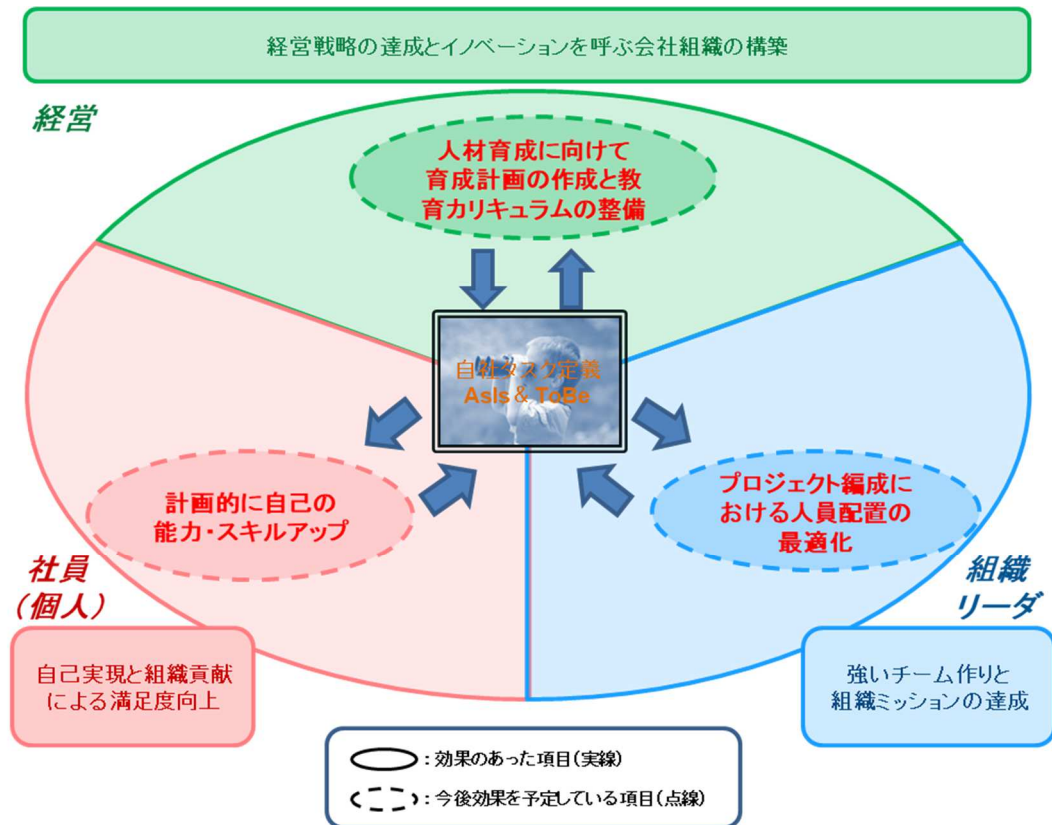 経営戦略の達成とイノベーションを呼ぶ会社組織の構築
経営
人材育成に向けて
育成計画の作成と教
育カリキュラムの整備
自社タスク定義
AsIs & ToBe
計画的に自己の
能力・スキルアップ
プロジェクト編成に
おける人員配置の
最適化
社員
(個人)
組織
リーダ
自己実現と組織貢献
による満足度向上
強いチーム作りと
組織ミッションの達成
:効果のあった項目(実線)
:今後効果を予定している項目(点線)